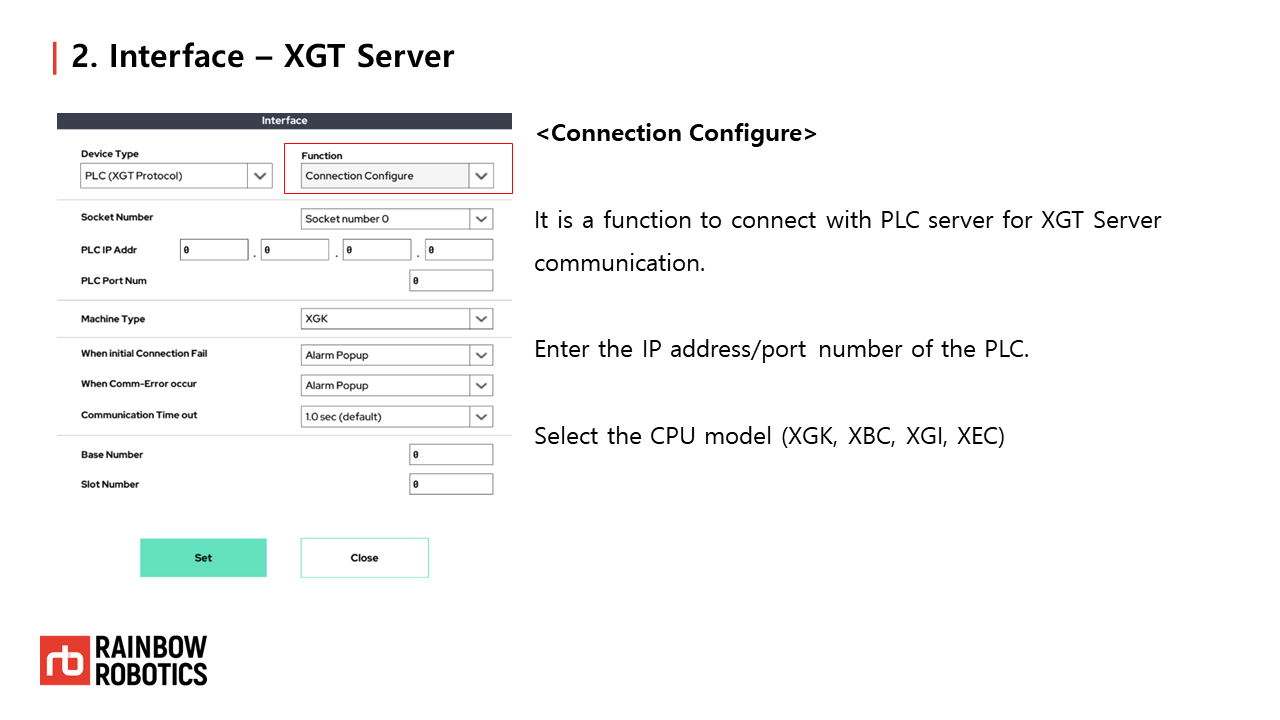 2. Interface – XGT Server
Interface
Device Type
Function
PLC (XGT Protocol)
Connection Configure
Socket Number
Socket number 0
PLC IP Addr
0 . 0 . 0 . 0
PLC Port Num
0
Machine Type
XGK
When initial Connection Fail
Alarm Popup
When Comm-Error occur
Alarm Popup
Communication Time out
1.0 sec (default)
Base Number
0
Slot Number
0
Set
Close
<Connection Configure>
It is a function to connect with PLC server for XGT Server
communication.
Enter the IP address/port number of the PLC.
Select the CPU model (XGK, XBC, XGI, XEC)
rb
RAINBOW
ROBOTICS